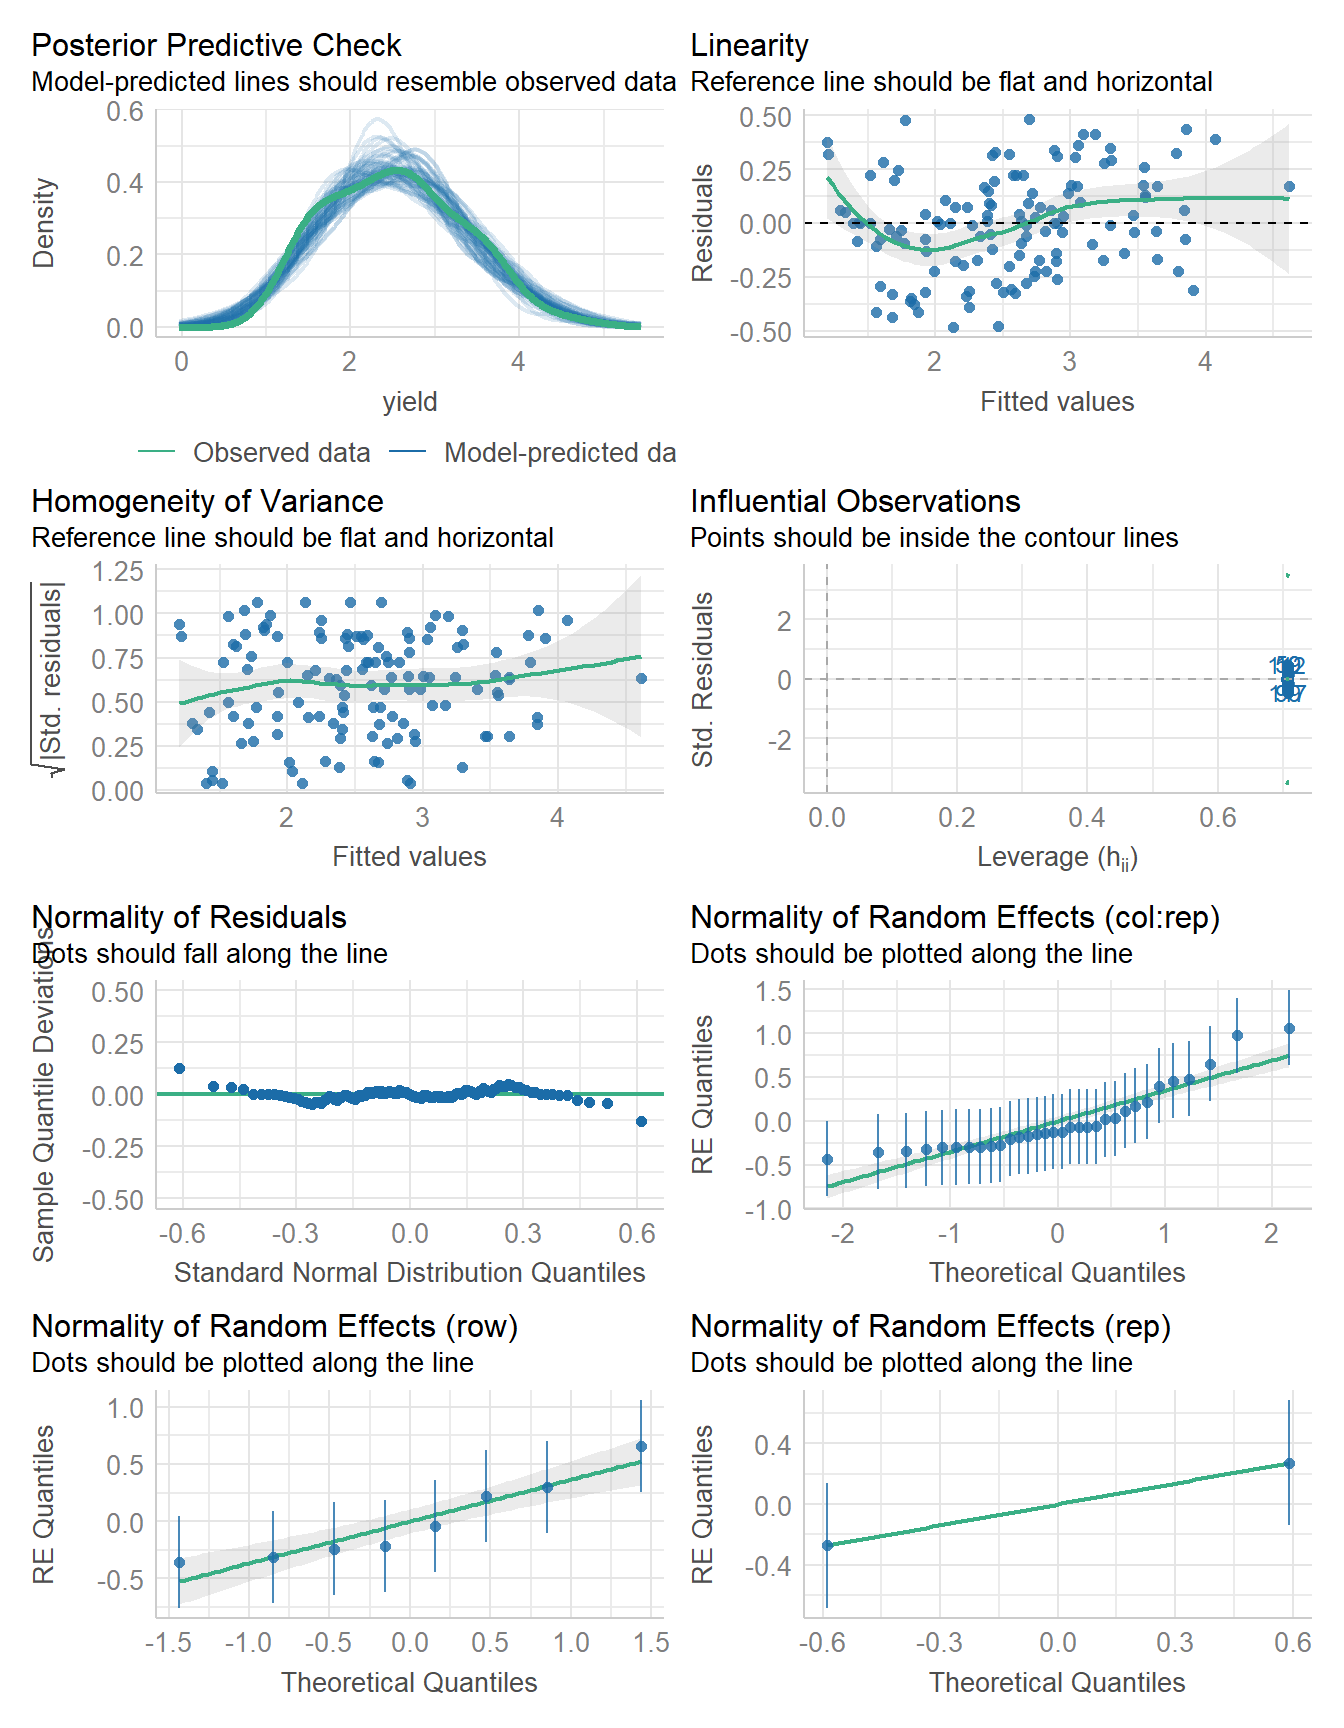 Posterior Predictive Check
Model-predicted lines should resemble observed data
0.6
0.4
0.2
0.0
Density
0 2 4
yield
Observed data Model-predicted da
Linearity
Reference line should be flat and horizontal
0.50
0.25
0.00
-0.25
-0.50
Residuals
2 3 4
Fitted values
Homogeneity of Variance
Reference line should be flat and horizontal
1.25
1.00
0.75
0.50
0.25
0.00
√|Std. residuals|
2 3 4
Fitted values
Influential Observations
Points should be inside the contour lines
2
0
-2
Std. Residuals
0.0 0.2 0.4 0.6
Leverage (hii)
Normality of Residuals
Dots should fall along the line
0.50
0.25
0.00
-0.25
-0.50
Sample Quantile Deviations
-0.6 -0.3 0.0 0.3 0.6
Standard Normal Distribution Quantiles
Normality of Random Effects (col:rep)
Dots should be plotted along the line
1.5
1.0
0.5
0.0
-0.5
-1.0
RE Quantiles
-2 -1 0 1 2
Theoretical Quantiles
Normality of Random Effects (row)
Dots should be plotted along the line
1.0
0.5
0.0
-0.5
RE Quantiles
-1.5 -1.0 -0.5 0.0 0.5 1.0 1.5
Theoretical Quantiles
Normality of Random Effects (rep)
Dots should be plotted along the line
0.4
0.0
-0.4
RE Quantiles
-0.6 -0.3 0.0 0.3 0.6
Theoretical Quantiles